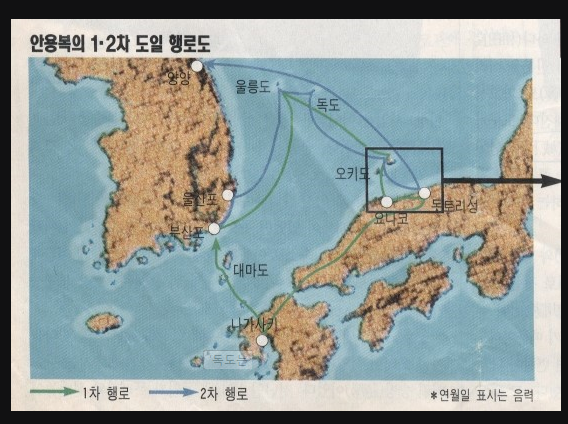 안용복의 1·2차 도일 행로도
양양
울릉도
독도
오키도
울산포
돗토리성
요나고
부산포
대마도
나가사키
1차 행로
2차 행로
*연월일 표시는 음력